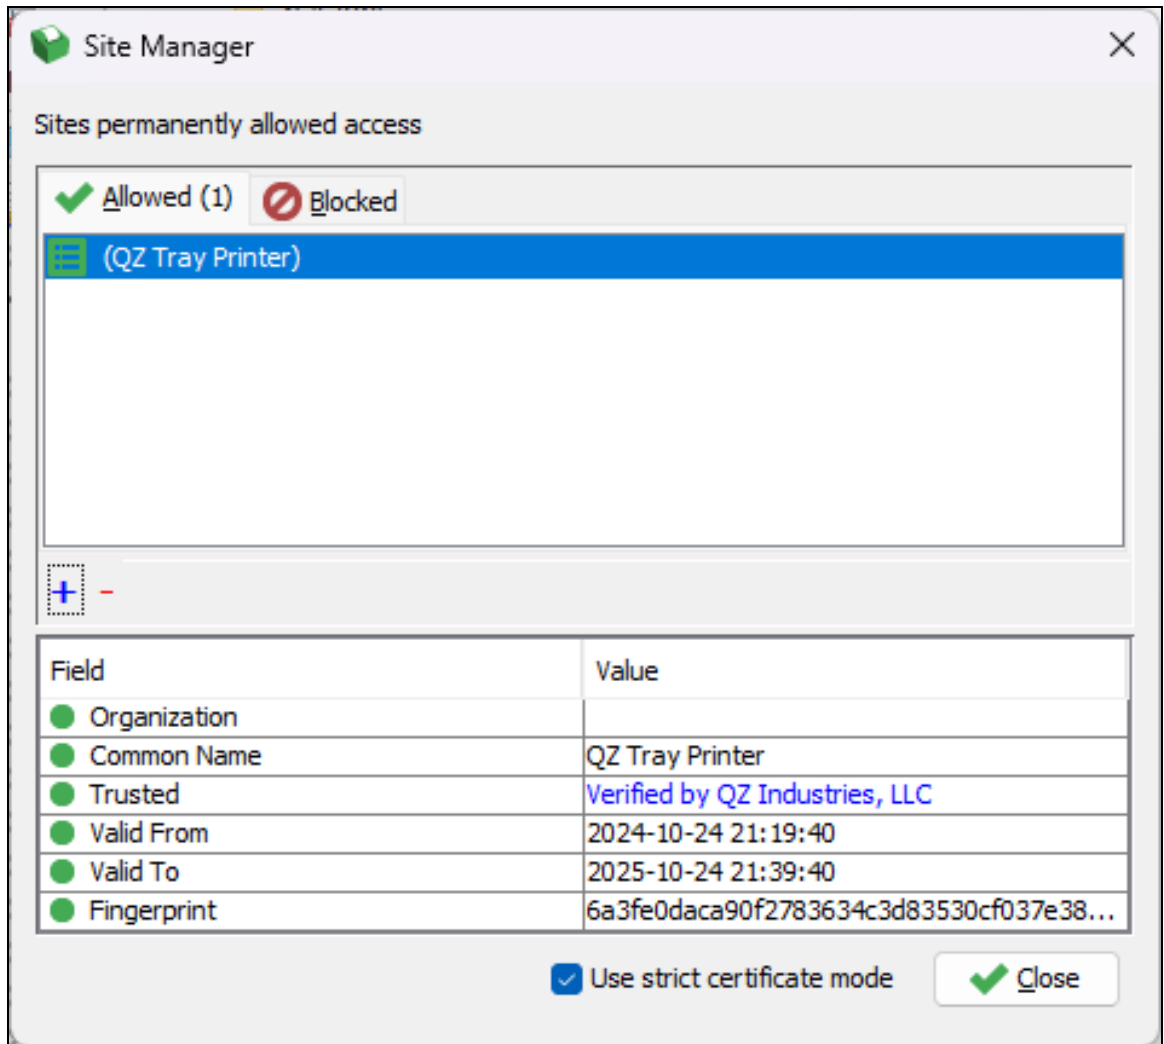 Site Manager
Sites permanently allowed access
Allowed (1) Blocked
(QZ Tray Printer)
+ -
Field Value
Organization
Common Name QZ Tray Printer
Trusted Verified by QZ Industries, LLC
Valid From 2024-10-24 21:19:40
Valid To 2025-10-24 21:39:40
Fingerprint 6a3fe0daca90f2783634c3d83530cf037e38...
Use strict certificate mode Close